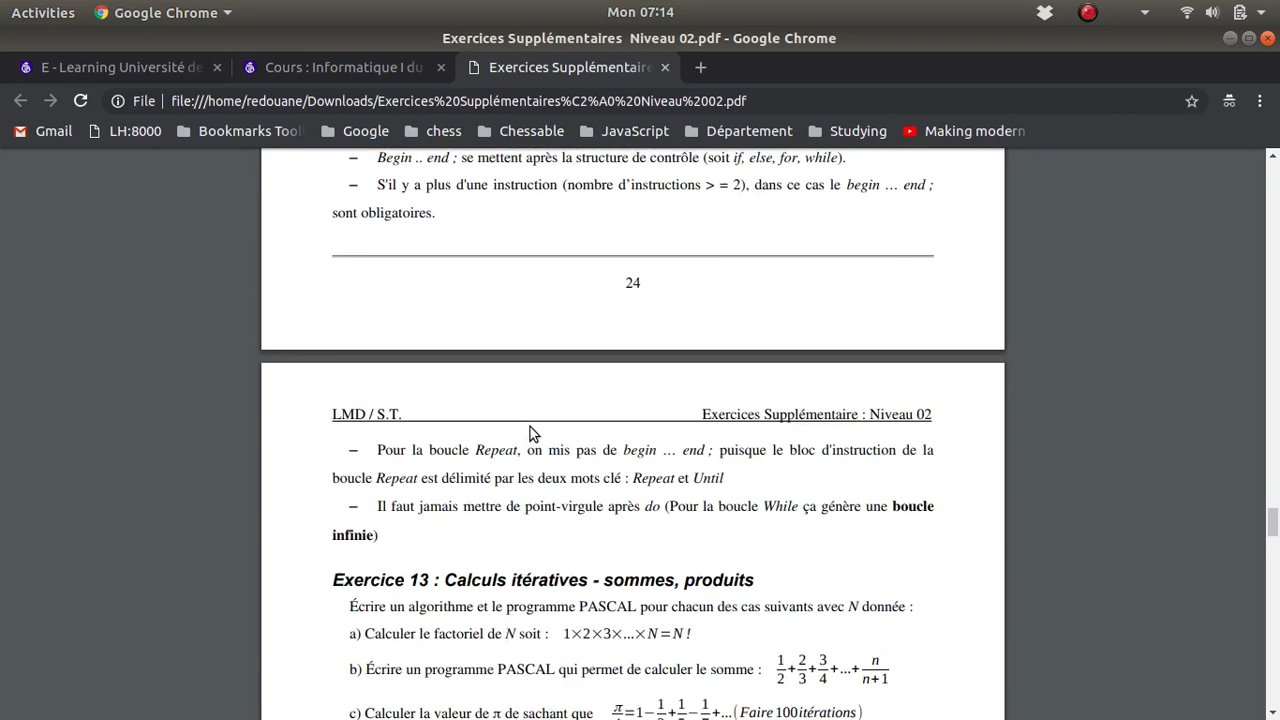 Activities Google Chrome Mon 07:14
Exercices Supplémentaires Niveau 02.pdf - Google Chrome
E - Learning Université de Cours : Informatique I du Exercices Supplémentaire
File file:///home/redouane/Downloads/Exercices%20Supplémentaires%C2%A0%20Niveau%2002.pdf
Gmail LH:8000 Bookmarks Tool Google chess Chessable JavaScript Département Studying Making modern
– Begin .. end ; se mettent après la structure de contrôle (soit if, else, for, while).
– S'il y a plus d'une instruction (nombre d’instructions > = 2), dans ce cas le begin … end ;
sont obligatoires.
24
LMD / S.T. Exercices Supplémentaire : Niveau 02
– Pour la boucle Repeat, on mis pas de begin … end ; puisque le bloc d'instruction de la
boucle Repeat est délimité par les deux mots clé : Repeat et Until
– Il faut jamais mettre de point-virgule après do (Pour la boucle While ça génère une boucle
infinie)
Exercice 13 : Calculs itératives - sommes, produits
Écrire un algorithme et le programme PASCAL pour chacun des cas suivants avec N donnée :
a) Calculer le factoriel de N soit : 1×2×3×...×N=N!
b) Écrire un programme PASCAL qui permet de calculer le somme : 1/2+2/3+3/4+...+n/n+1
c) Calculer la valeur de π de sachant que π=1− + − +...(Faire 100itérations)